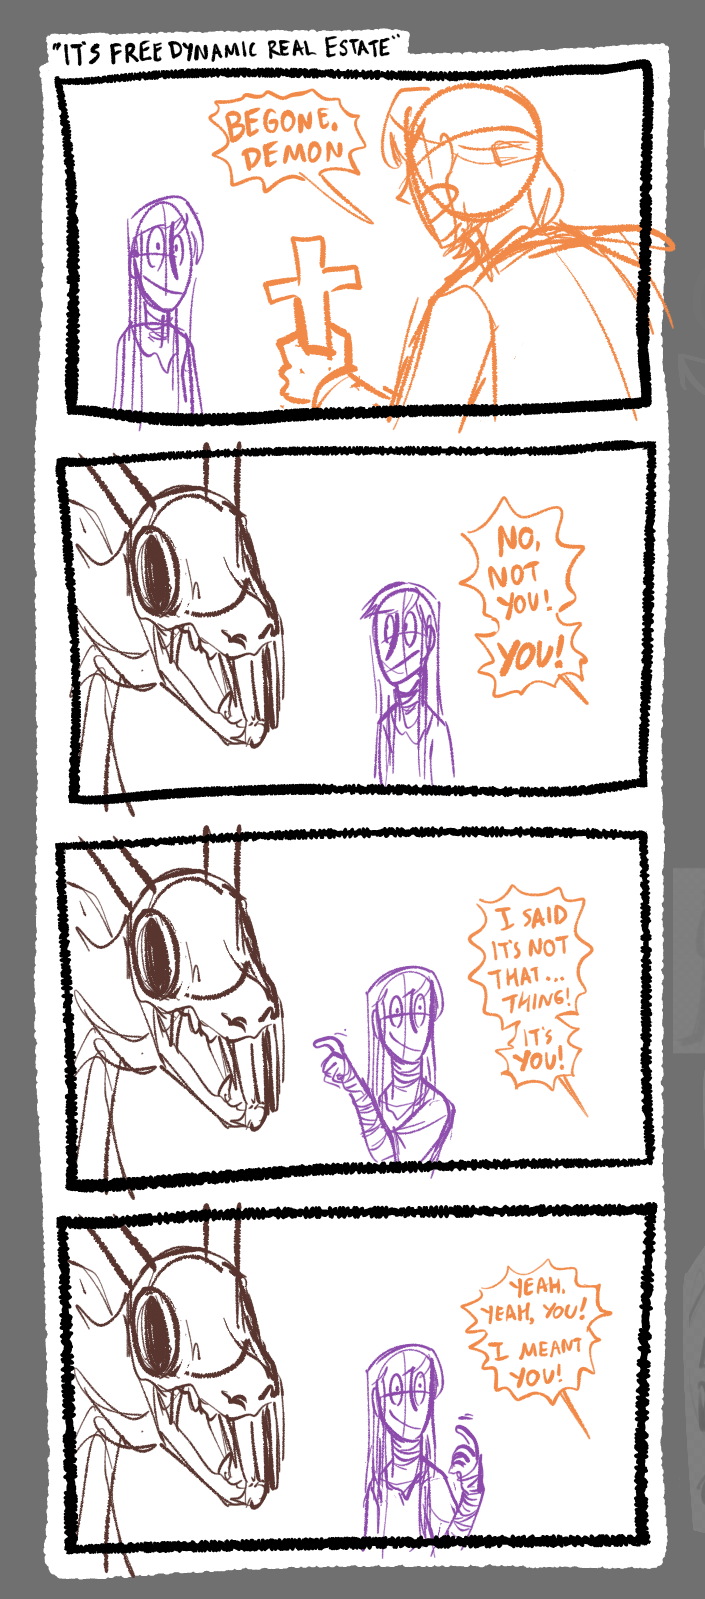 "IT'S FREE DYNAMIC REAL ESTATE"
BEGONE.
DEMON
NO,
NOT
YOU!
YOU!
I SAID
IT'S NOT
THAT...
THING!
IT'S
YOU!
YEAH.
YEAH, YOU!
I MEANT
YOU!